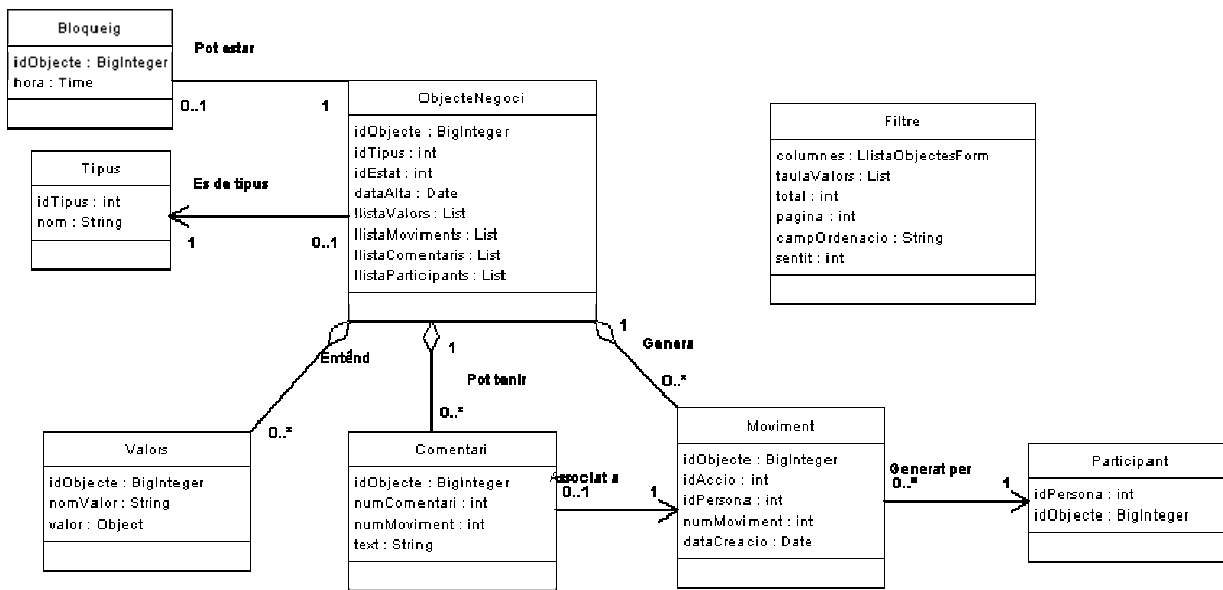 Bloqueig
idObjecte : BigInteger
hora : Time
Pot estar
0..1
1
ObjecteNegoci
idObjecte : BigInteger
idTipus : int
idEstat : int
dataAlta : Date
llistaValors : List
llistaMoviments : List
llistaComentaris : List
llistaParticipants : List
Filtre
columnes : LlistaObjectesForm
taulaValors : List
total : int
pagina : int
campOrdenacio : String
sentit : int
Tipus
idTipus : int
nom : String
Es de tipus
1
0..1
Enténd
0..*
1
Pot tenir
0..*
1
Genera
0..*
Valors
idObjecte : BigInteger
nomValor : String
valor : Object
Comentari
idObjecte : BigInteger
numComentari : int
numMoviment : int
text : String
Associat a
0..1
1
Moviment
idObjecte : BigInteger
idAccio : int
idPersona : int
numMoviment : int
dataCreacio : Date
Generat per
0..*
1
Participant
idPersona : int
idObjecte : BigInteger